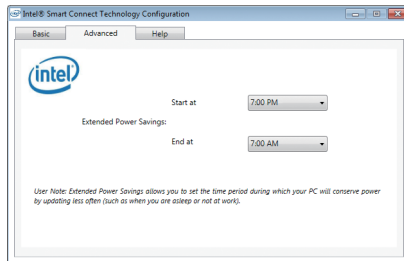 Intel® Smart Connect Technology Configuration
Basic Advanced Help
intel
Start at 7:00 PM
Extended Power Savings:
End at 7:00 AM
User Note: Extended Power Savings allows you to set the time period during which your PC will conserve power
by updating less often (such as when you are asleep or not at work).